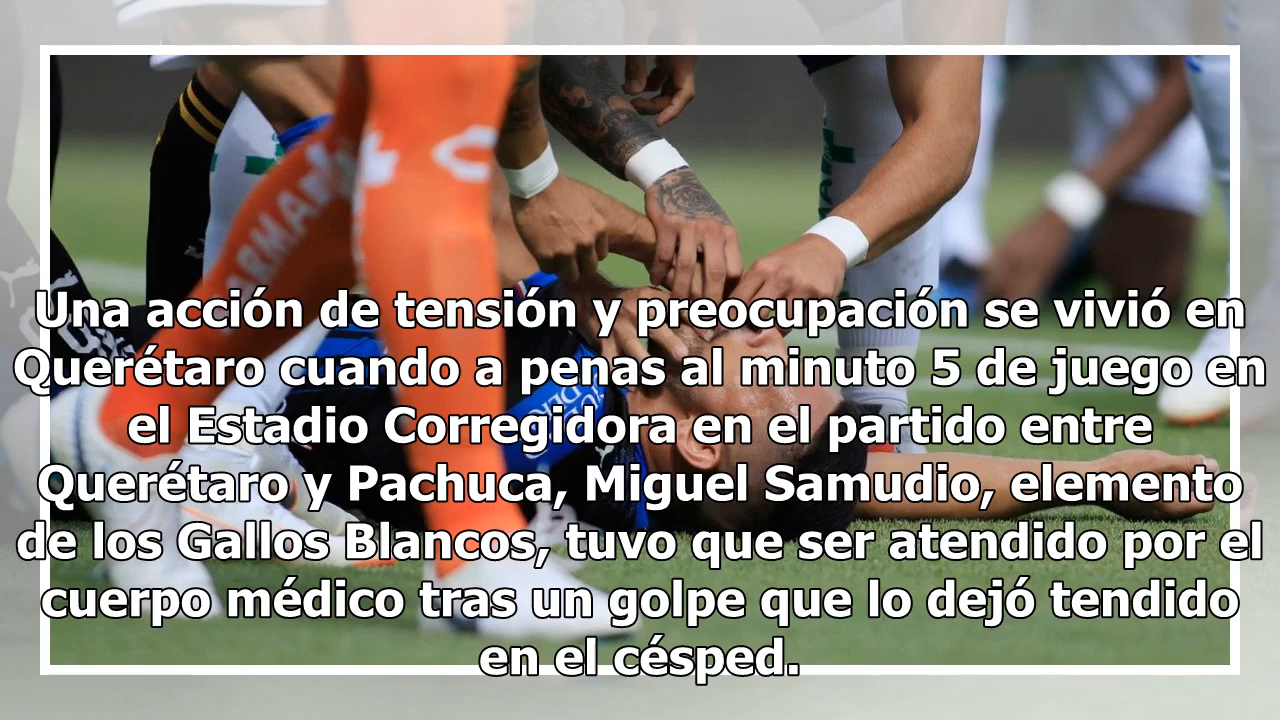 Una acción de tensión y preocupación se vivió en
Querétaro cuando a penas al minuto 5 de juego en
el Estadio Corregidora en el partido entre
Querétaro y Pachuca, Miguel Samudio, elemento
de los Gallos Blancos, tuvo que ser atendido por el
cuerpo médico tras un golpe que lo dejó tendido
en el césped.